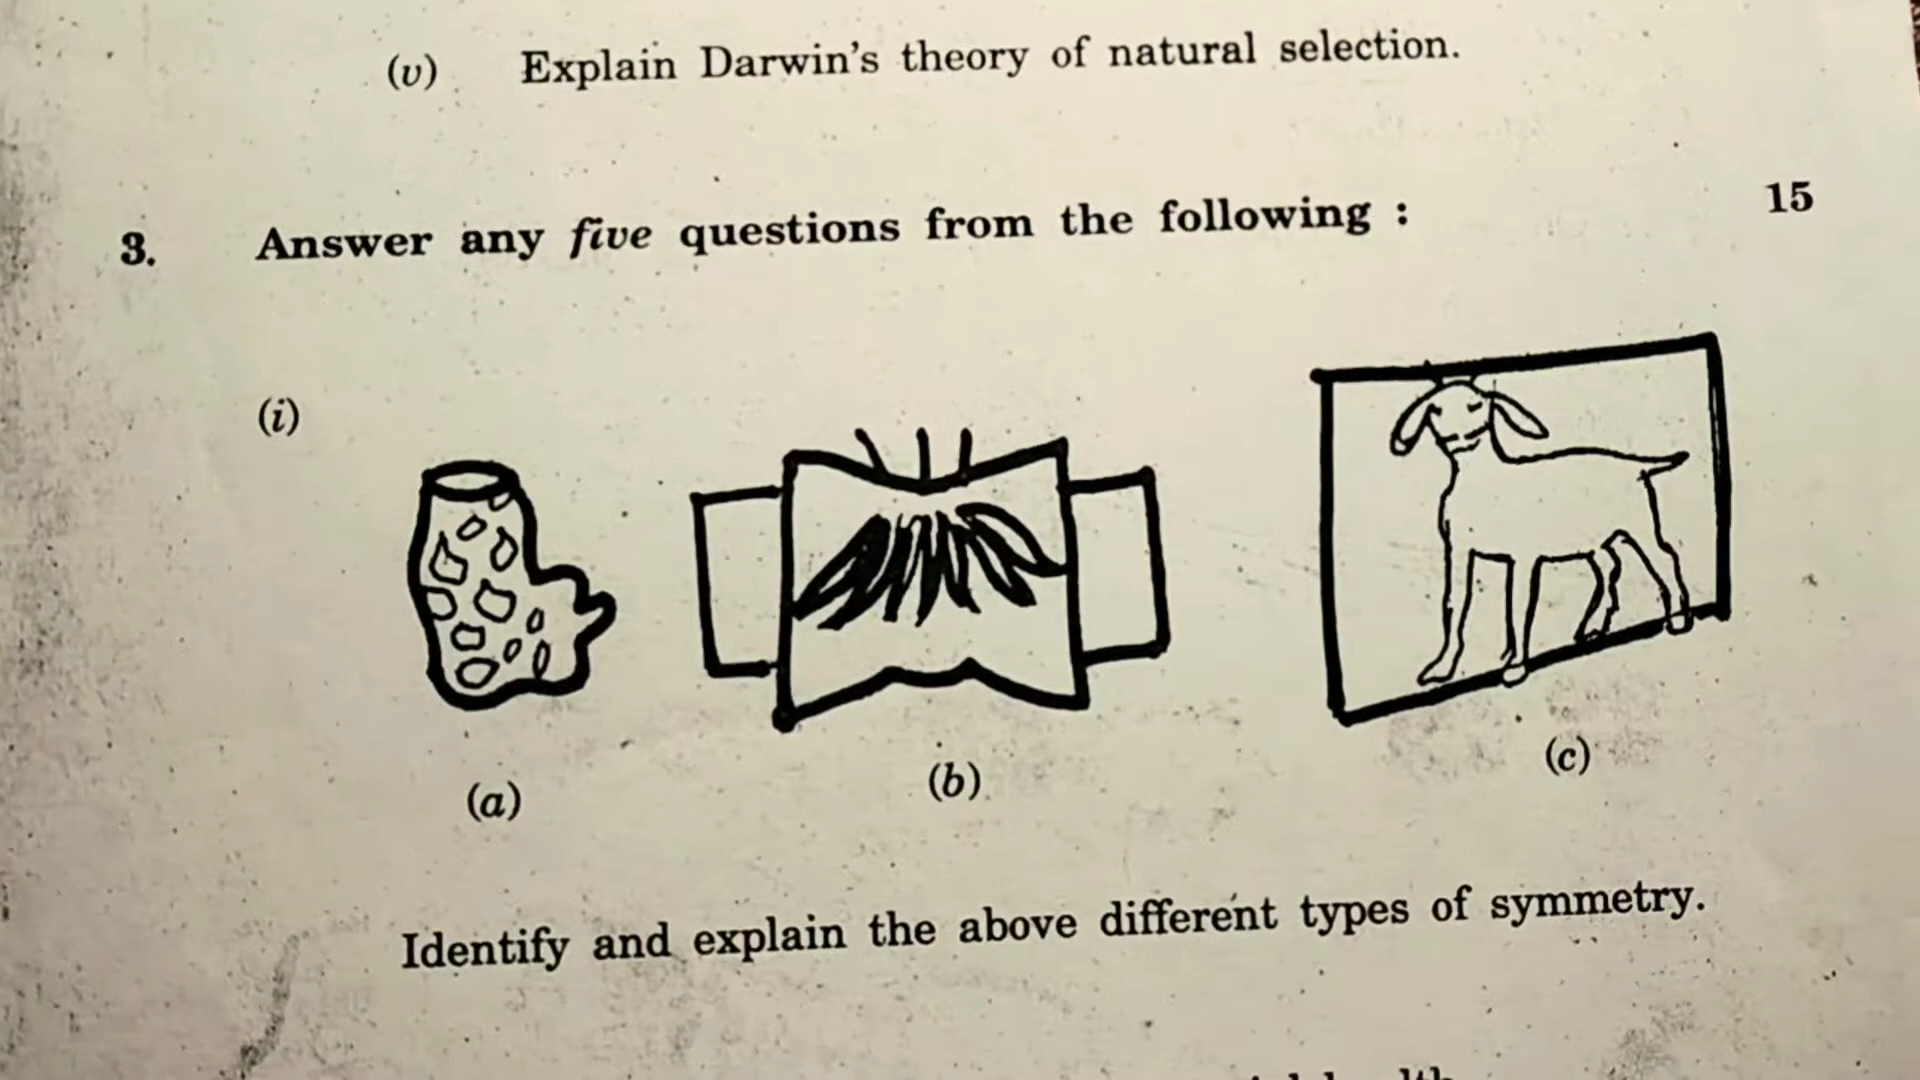 (v) Explain Darwin's theory of natural selection.
3. Answer any five questions from the following : 15
(i)
(a) (b) (c)
Identify and explain the above different types of symmetry.